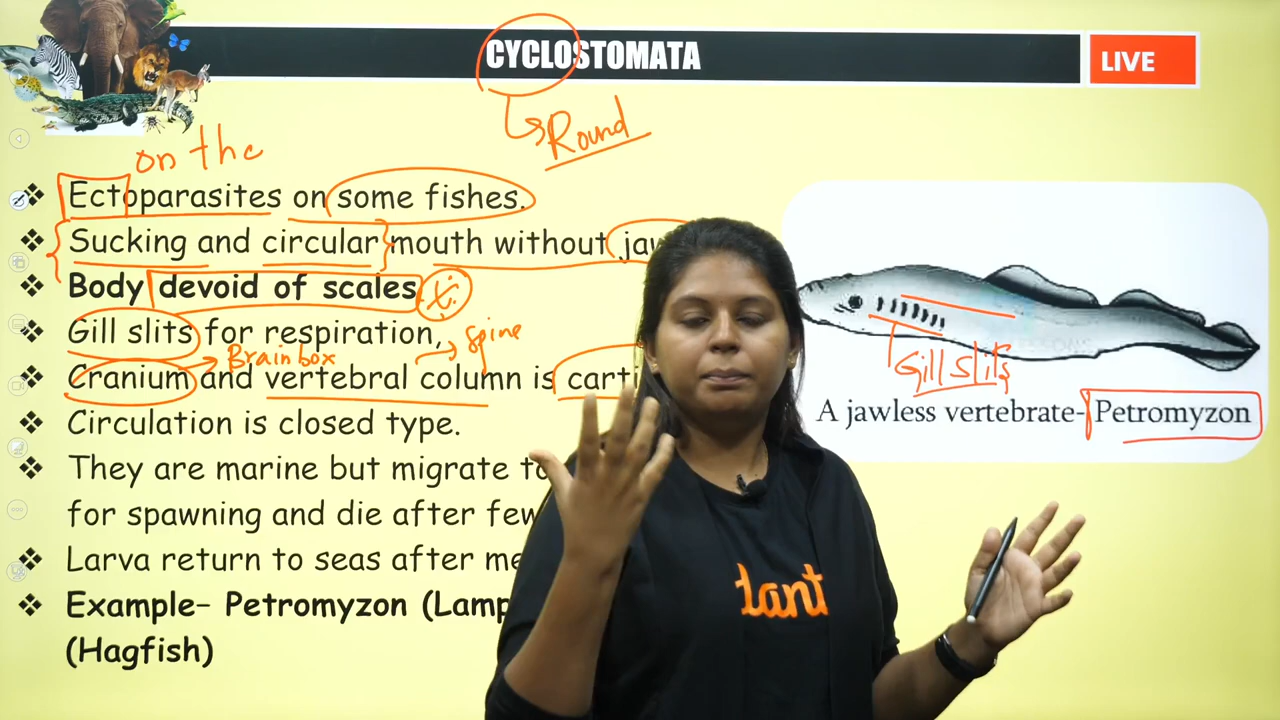 CYCLOSTOMATA
LIVE
Round
on the
Ectoparasites on some fishes.
Sucking and circular mouth without
Body devoid of scales
Gill slits for respiration,
Brain box
spine
Cranium and vertebral column is
Circulation is closed type.
They are marine but migrate
for spawning and die after few
Larva return to seas after
Example– Petromyzon
(Hagfish)
Gill slits
A jawless vertebrate- Petromyzon